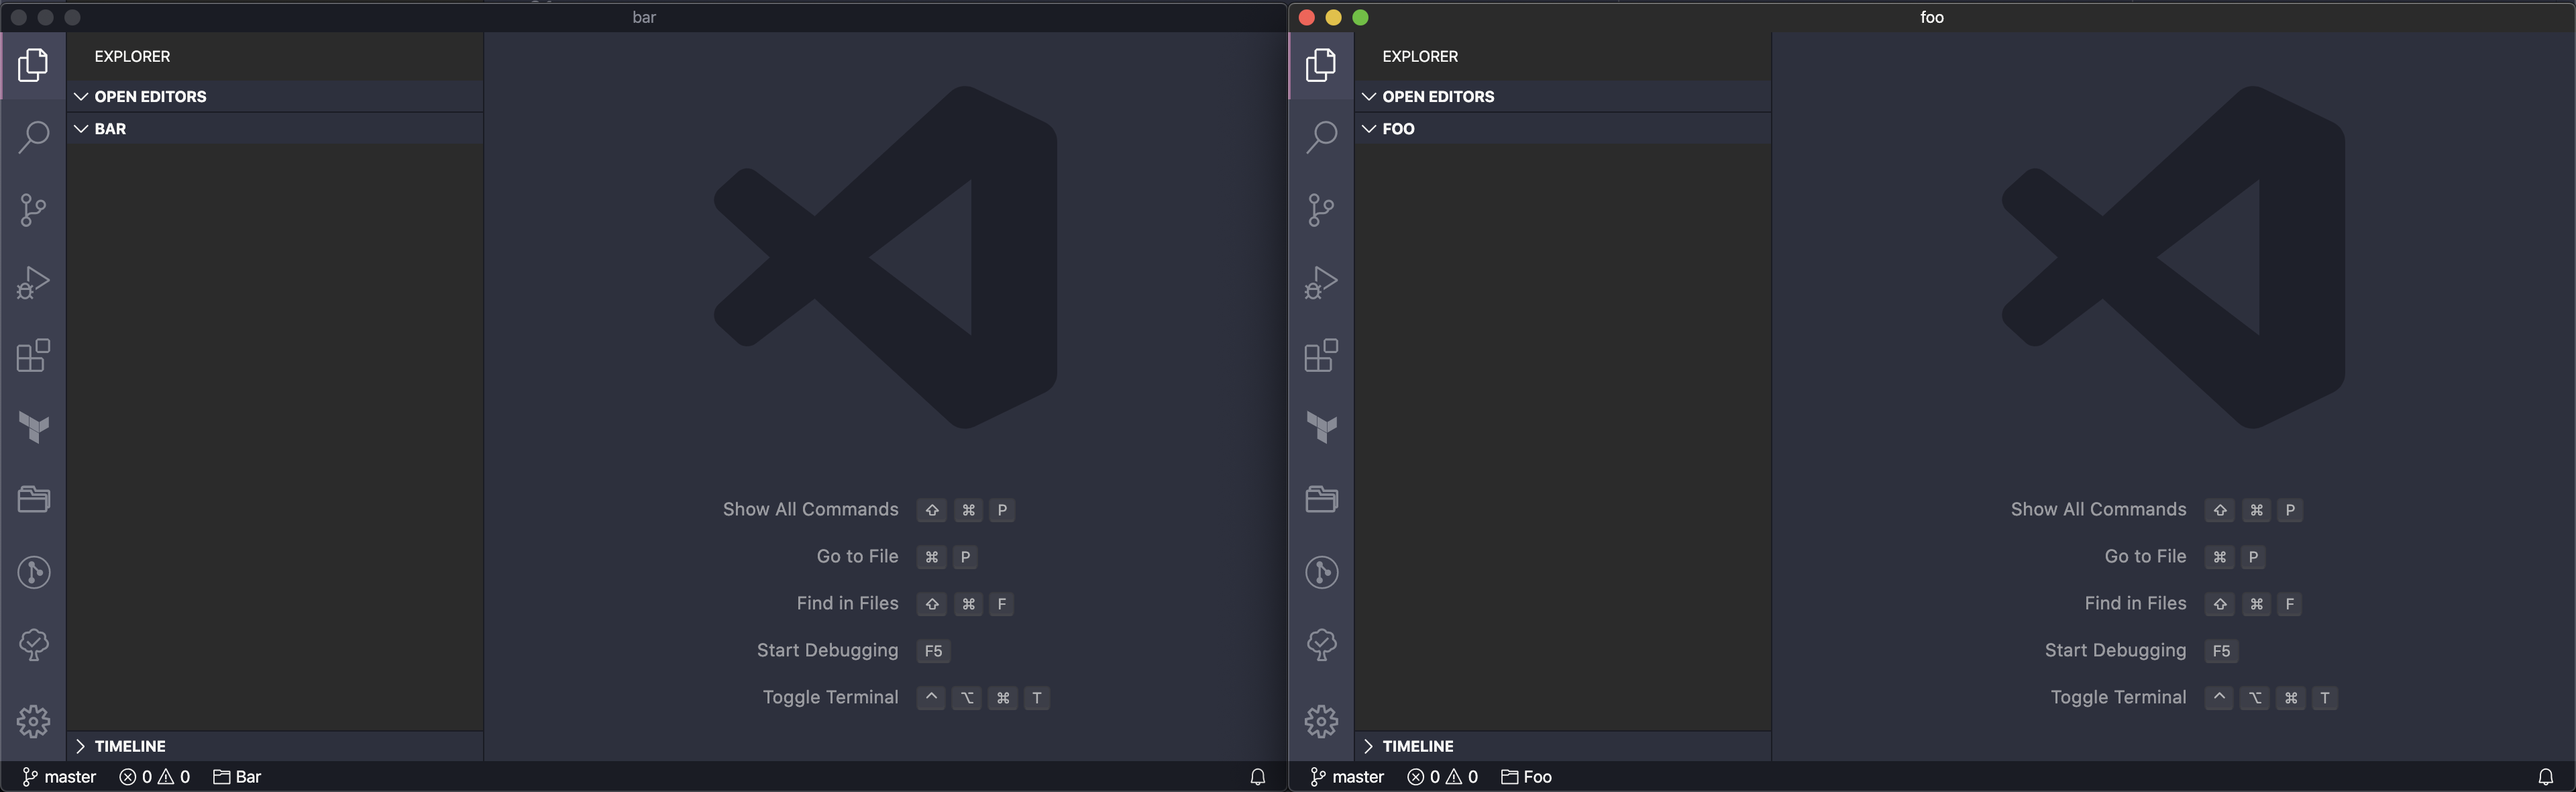 bar
EXPLORER
OPEN EDITORS
BAR
Show All Commands ⇧ ⌘ P
Go to File ⌘ P
Find in Files ⇧ ⌘ F
Start Debugging F5
Toggle Terminal ^ ⌥ ⌘ T
TIMELINE
master 0 0 Bar
foo
EXPLORER
OPEN EDITORS
FOO
Show All Commands ⇧ ⌘ P
Go to File ⌘ P
Find in Files ⇧ ⌘ F
Start Debugging F5
Toggle Terminal ^ ⌥ ⌘ T
TIMELINE
master 0 0 Foo